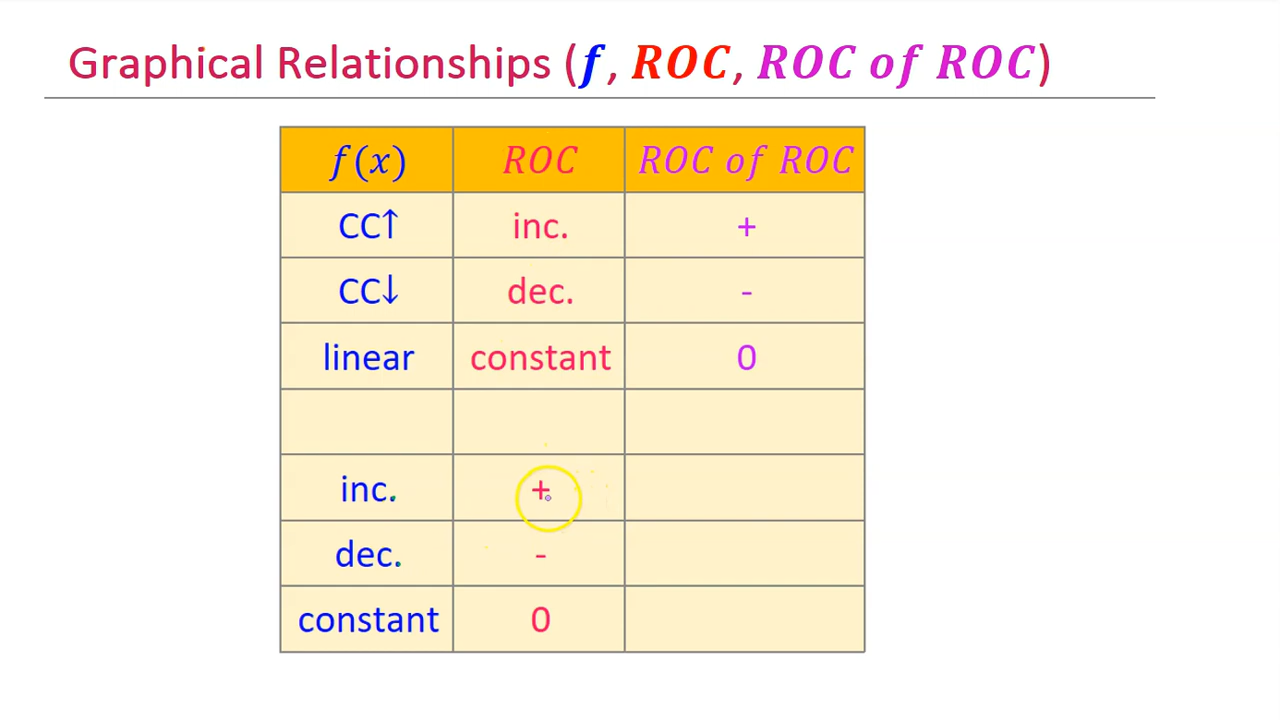 Graphical Relationships (f, ROC, ROC of ROC)
f(x) ROC ROC of ROC
CC↑ inc. +
CC↓ dec. -
linear constant 0
inc. +
dec. -
constant 0